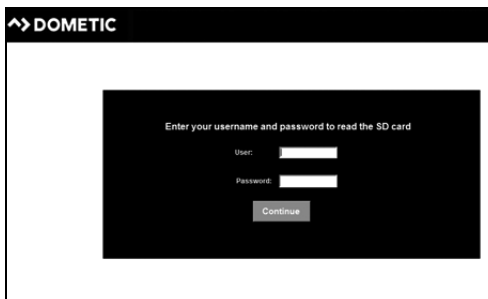 DOMETIC
Enter your username and password to read the SD card
User:
Password:
Continue